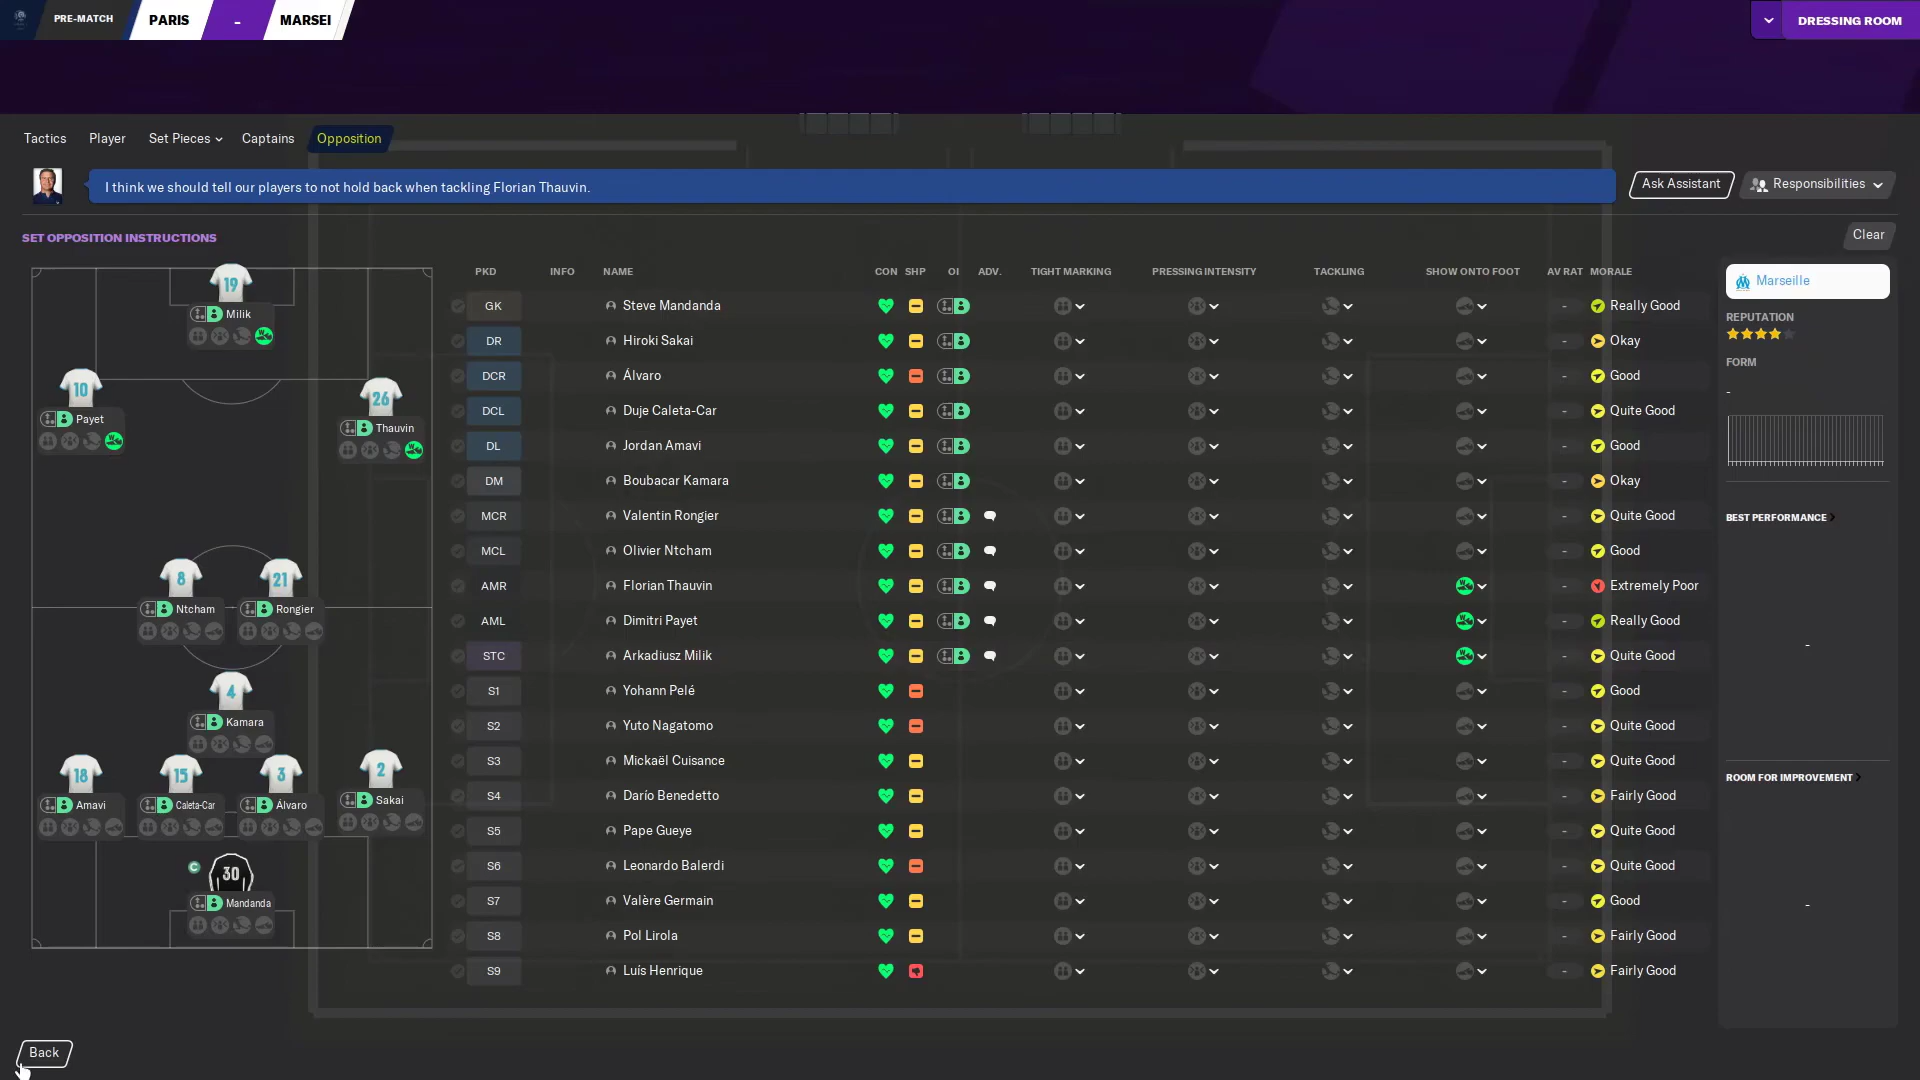 PRE-MATCH PARIS - MARSEI DRESSING ROOM
Tactics Player Set Pieces Captains Opposition
I think we should tell our players to not hold back when tackling Florian Thauvin. Ask Assistant Responsibilities
SET OPPOSITION INSTRUCTIONS Clear
PKD INFO NAME CON SHP OI ADV. TIGHT MARKING PRESSING INTENSITY TACKLING SHOW ONTO FOOT AV RAT MORALE
GK Steve Mandanda - Really Good
DR Hiroki Sakai - Okay
DCR Álvaro - Good
DCL Duje Caleta-Car - Quite Good
DL Jordan Amavi - Good
DM Boubacar Kamara - Okay
MCR Valentin Rongier - Quite Good
MCL Olivier Ntcham - Good
AMR Florian Thauvin W - Extremely Poor
AML Dimitri Payet W - Really Good
STC Arkadiusz Milik W - Quite Good
S1 Yohann Pelé - Good
S2 Yuto Nagatomo - Quite Good
S3 Mickaël Cuisance - Quite Good
S4 Darío Benedetto - Fairly Good
S5 Pape Gueye - Quite Good
S6 Leonardo Balerdi - Quite Good
S7 Valère Germain - Good
S8 Pol Lirola - Fairly Good
S9 Luís Henrique - Fairly Good
19
Milik
W
10
Payet
W
26
Thauvin
W
8
Ntcham
21
Rongier
4
Kamara
18
Amavi
15
Caleta-Car
3
Álvaro
2
Sakai
C
30
Mandanda
Marseille
REPUTATION
FORM
-
BEST PERFORMANCE
-
ROOM FOR IMPROVEMENT
-
Back